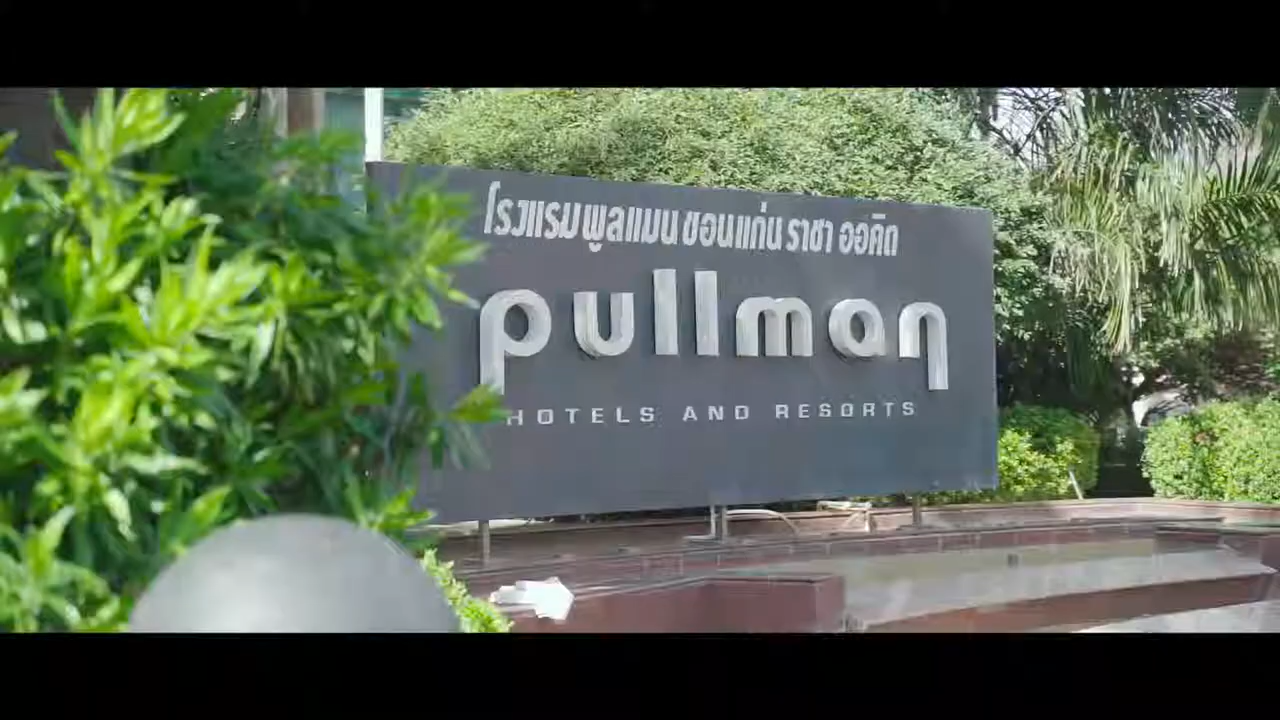 โรงแรมพูลแมน ขอนแก่น ราชา ออคิด
pullman
HOTELS AND RESORTS